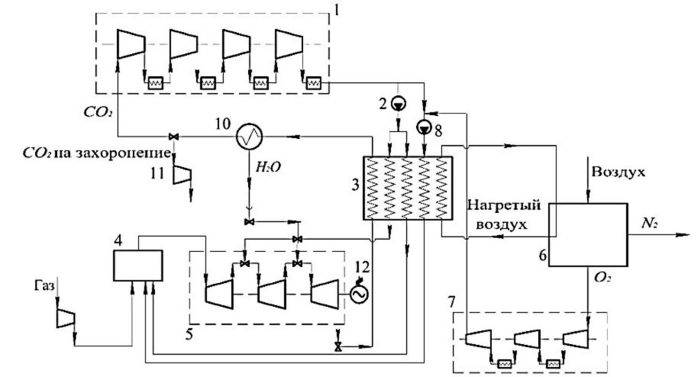 1
CO₂
2
10
8
CO₂ на захоронение
11
H₂O
3
Воздух
Нагретый
воздух
N₂
6
4
O₂
12
Газ
7
5